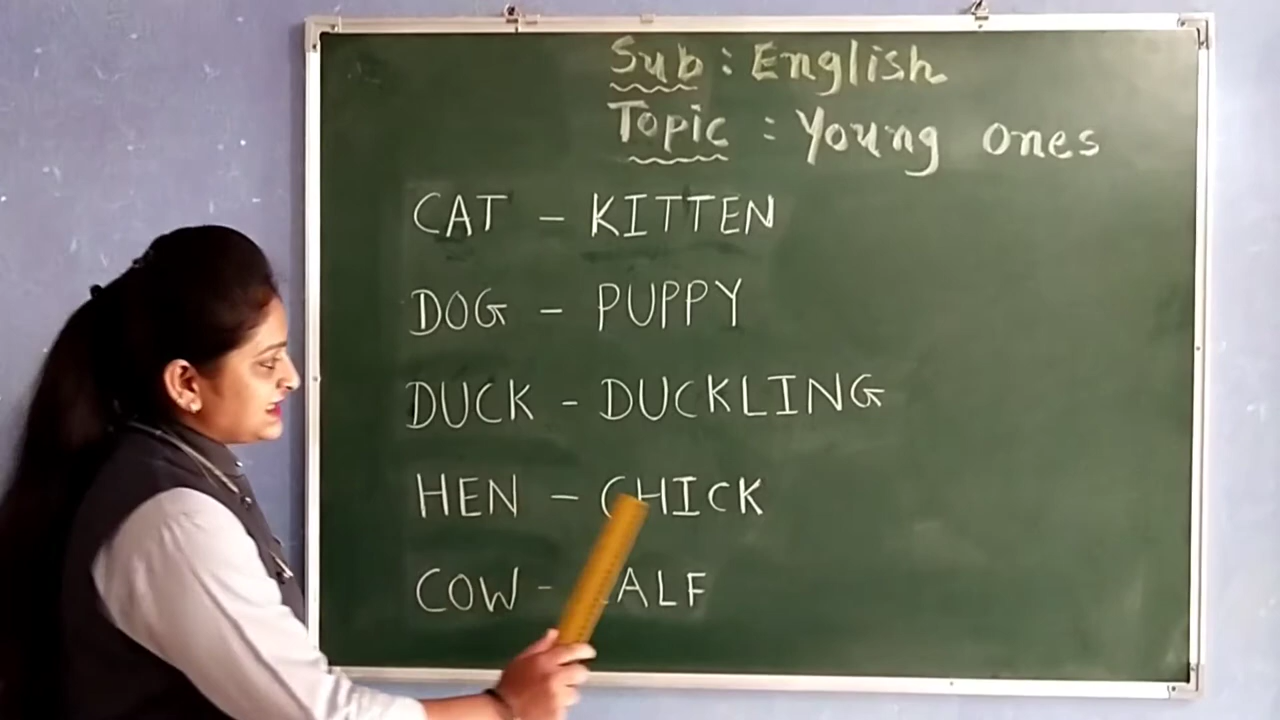 Sub : English
Topic : Young ones
CAT - KITTEN
DOG - PUPPY
DUCK - DUCKLING
HEN - CHICK
COW - CALF